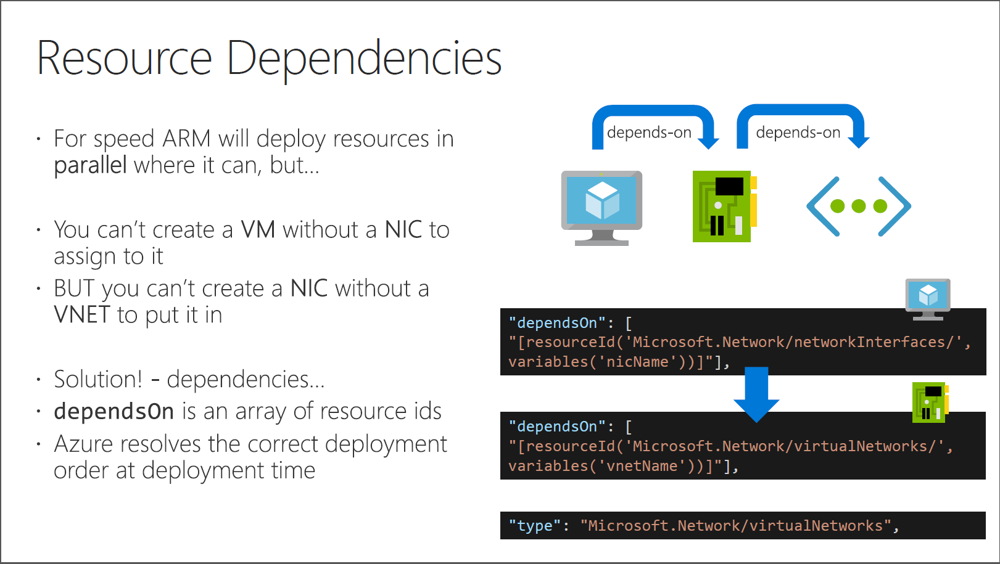 Resource Dependencies
· For speed ARM will deploy resources in
parallel where it can, but...
· You can't create a VM without a NIC to
assign to it
· BUT you can't create a NIC without a
VNET to put it in
· Solution! - dependencies...
· dependsOn is an array of resource ids
· Azure resolves the correct deployment
order at deployment time
depends-on
depends-on
"dependsOn": [
"[resourceId('Microsoft.Network/networkInterfaces/',
variables('nicName'))]"],
"dependsOn": [
"[resourceId('Microsoft.Network/virtualNetworks/',
variables('vnetName'))]"],
"type": "Microsoft.Network/virtualNetworks",